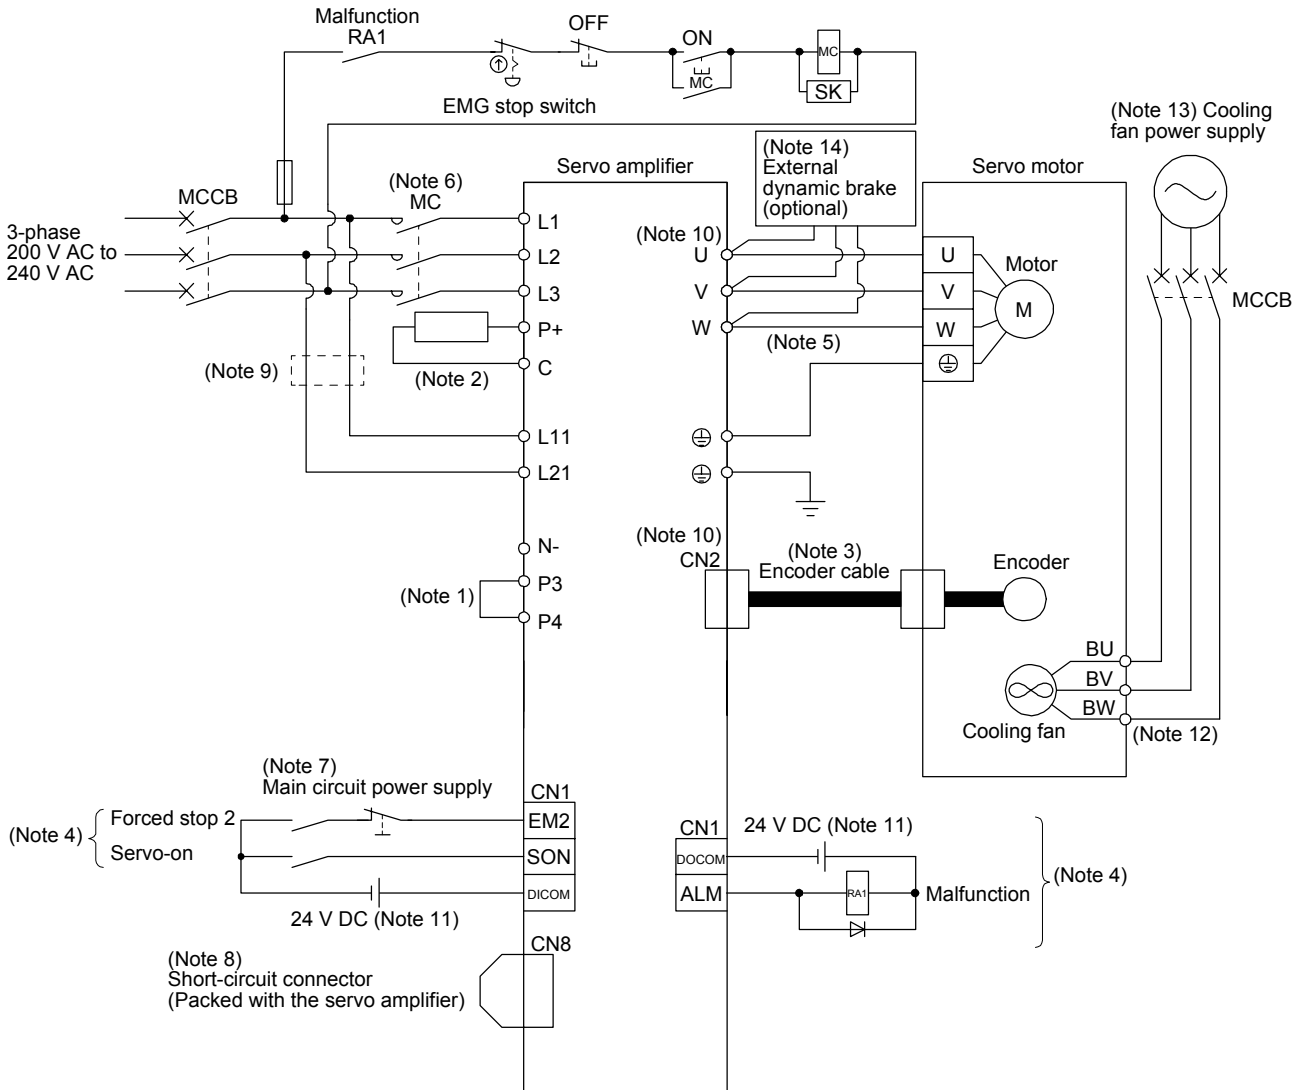 Malfunction
RA1
OFF
ON
MC
MC
SK
EMG stop switch
(Note 13) Cooling
fan power supply
(Note 14)
External
dynamic brake
(optional)
Servo amplifier
Servo motor
MCCB
(Note 6)
MC
3-phase
200 V AC to
240 V AC
L1
L2
L3
P+
C
(Note 9)
(Note 2)
L11
L21
(Note 10)
U
V
W
(Note 5)
U
V
W
Motor
M
MCCB
N-
P3
P4
(Note 1)
(Note 10)
CN2
(Note 3)
Encoder cable
Encoder
BU
BV
BW
Cooling fan
(Note 12)
(Note 7)
Main circuit power supply
CN1
(Note 4)
Forced stop 2
Servo-on
EM2
SON
DICOM
24 V DC (Note 11)
CN1
24 V DC (Note 11)
DOCOM
ALM
RA1
Malfunction
(Note 4)
CN8
(Note 8)
Short-circuit connector
(Packed with the servo amplifier)